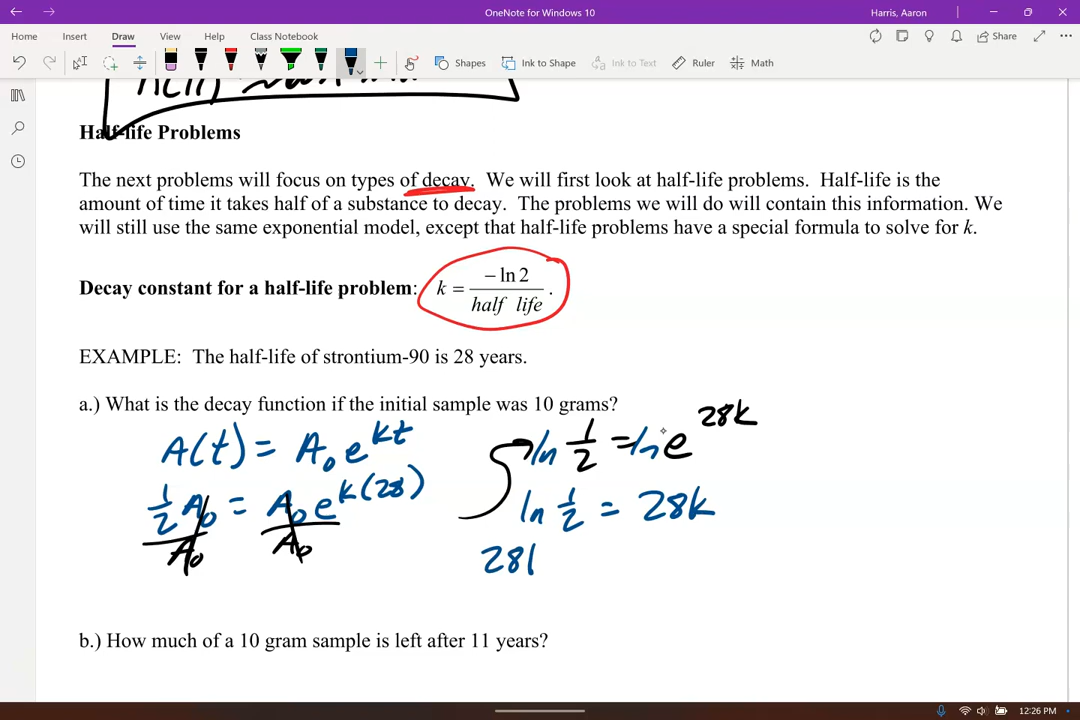 OneNote for Windows 10
Harris, Aaron
Home Insert Draw View Help Class Notebook
Share
Shapes Ink to Shape Ink to Text Ruler Math
Half-life Problems
The next problems will focus on types of decay. We will first look at half-life problems. Half-life is the
amount of time it takes half of a substance to decay. The problems we will do will contain this information. We
will still use the same exponential model, except that half-life problems have a special formula to solve for k.
Decay constant for a half-life problem: k = −ln 2 / half life .
EXAMPLE: The half-life of strontium-90 is 28 years.
a.) What is the decay function if the initial sample was 10 grams?
A(t) = A₀e^kt
½A₀ = A₀e^k(28)
A₀ A₀
ln ½ = ln e^28k
ln ½ = 28k
28l
b.) How much of a 10 gram sample is left after 11 years?
12:26 PM